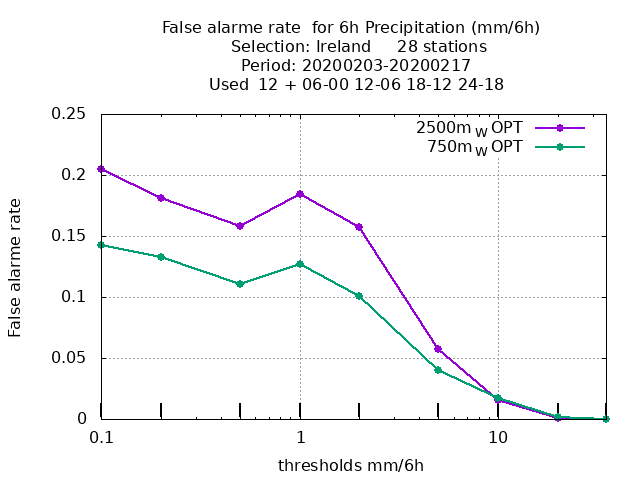 False alarme rate  for 6h Precipitation (mm/6h)
Selection: Ireland     28 stations
Period: 20200203-20200217
Used  12 + 06-00 12-06 18-12 24-18
2500m_W OPT
750m_W OPT
0.25
0.2
0.15
0.1
0.05
0
False alarme rate
0.1 1 10
thresholds mm/6h